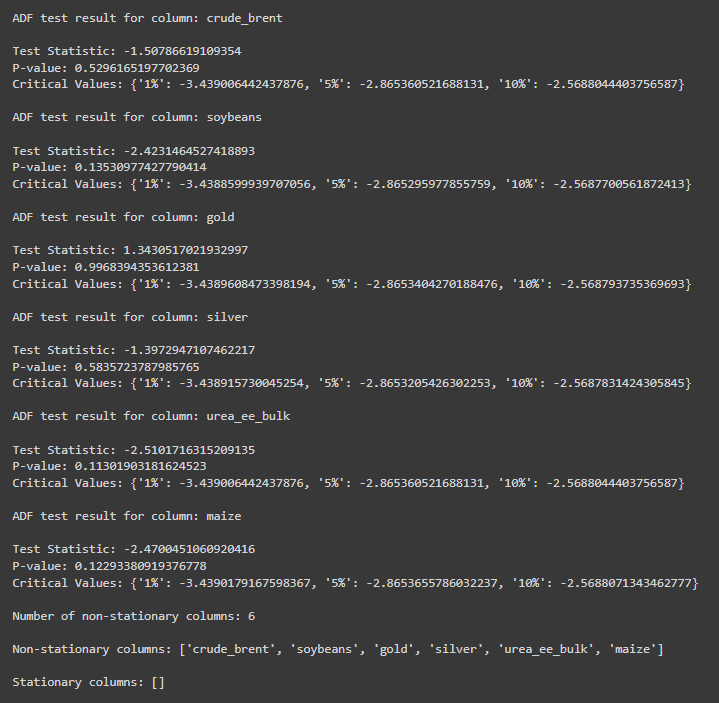 ADF test result for column: crude_brent
Test Statistic: -1.50786619109354
P-value: 0.5296165197702369
Critical Values: {'1%': -3.439006442437876, '5%': -2.865360521688131, '10%': -2.5688044403756587}
ADF test result for column: soybeans
Test Statistic: -2.4231464527418893
P-value: 0.13530977427790414
Critical Values: {'1%': -3.4388599939707056, '5%': -2.865295977855759, '10%': -2.5687700561872413}
ADF test result for column: gold
Test Statistic: 1.3430517021932997
P-value: 0.9968394353612381
Critical Values: {'1%': -3.4389608473398194, '5%': -2.8653404270188476, '10%': -2.568793735369693}
ADF test result for column: silver
Test Statistic: -1.3972947107462217
P-value: 0.5835723787985765
Critical Values: {'1%': -3.438915730045254, '5%': -2.8653205426302253, '10%': -2.5687831424305845}
ADF test result for column: urea_ee_bulk
Test Statistic: -2.5101716315209135
P-value: 0.11301903181624523
Critical Values: {'1%': -3.439006442437876, '5%': -2.865360521688131, '10%': -2.5688044403756587}
ADF test result for column: maize
Test Statistic: -2.4700451060920416
P-value: 0.12293380919376778
Critical Values: {'1%': -3.4390179167598367, '5%': -2.8653655786032237, '10%': -2.5688071343462777}
Number of non-stationary columns: 6
Non-stationary columns: ['crude_brent', 'soybeans', 'gold', 'silver', 'urea_ee_bulk', 'maize']
Stationary columns: []